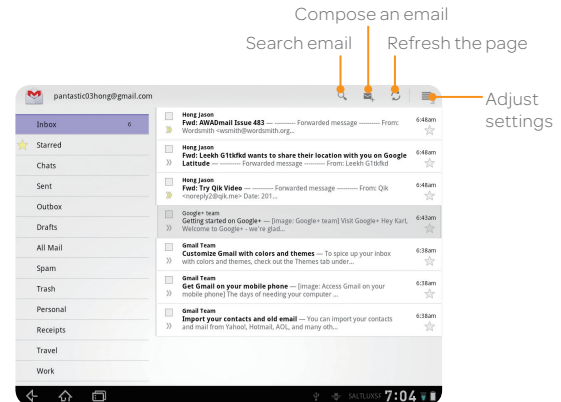 Compose an email
Search email
Refresh the page
Adjust
settings
pantastic03hong@gmail.com
Inbox 6
Starred
Chats
Sent
Outbox
Drafts
All Mail
Spam
Trash
Personal
Receipts
Travel
Work
Hong Jason
Fwd: AWADmail Issue 483 — ---------- Forwarded message ---------- From: 6:48am
Wordsmith <wsmith@wordsmith.org...
Hong Jason
Fwd: Leekh G1tkfkd wants to share their location with you on Google 6:48am
Latitude — ---------- Forwarded message ---------- From: Leekh G1tkfkd
Hong Jason
Fwd: Try Qik Video — ---------- Forwarded message ---------- From: Qik 6:48am
<noreply2@qik.me> Date: 201...
Google+ team
Getting started on Google+ — [image: Google+ team] Visit Google+ Hey Kart, 6:43am
Welcome to Google+ - we're glad...
Gmail Team
Customize Gmail with colors and themes — To spice up your inbox 6:38am
with colors and themes, check out the Themes tab under...
Gmail Team
Get Gmail on your mobile phone — [image: Access Gmail on your 6:38am
mobile phone] The days of needing your computer ...
Gmail Team
Import your contacts and old email — You can import your contacts 6:38am
and mail from Yahoo!, Hotmail, AOL, and many oth...
SALTLUXSF 7:04